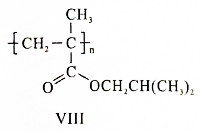 CH₃
[CH₂–C]ₙ
C
O OCH₂CH(CH₃)₂
VIII